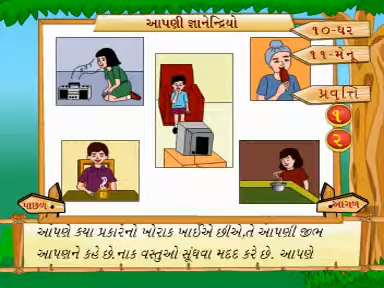 આપણી જ્ઞાનેન્દ્રિયો
૧૦-ઘર
૧૧-મેનૂ
પ્રવૃત્તિ
૧
૨
પાછળ
આગળ
આપણે કયા પ્રકારનો ખોરાક ખાઈએ છીએ,તે આપણી જીભ
આપણને કહે છે.નાક વસ્તુઓ સૂંઘવા મદદ કરે છે. આપણે